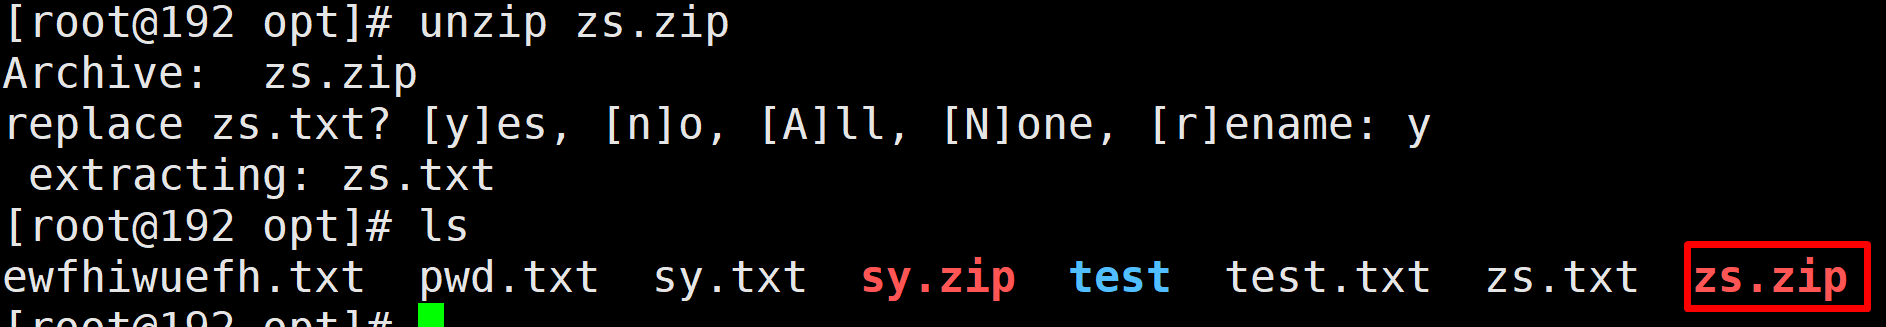 [root@192 opt]# unzip zs.zip
Archive:  zs.zip
replace zs.txt? [y]es, [n]o, [A]ll, [N]one, [r]ename: y
 extracting: zs.txt
[root@192 opt]# ls
ewfhiwuefh.txt  pwd.txt  sy.txt  sy.zip  test  test.txt  zs.txt  zs.zip
[root@192 opt]#